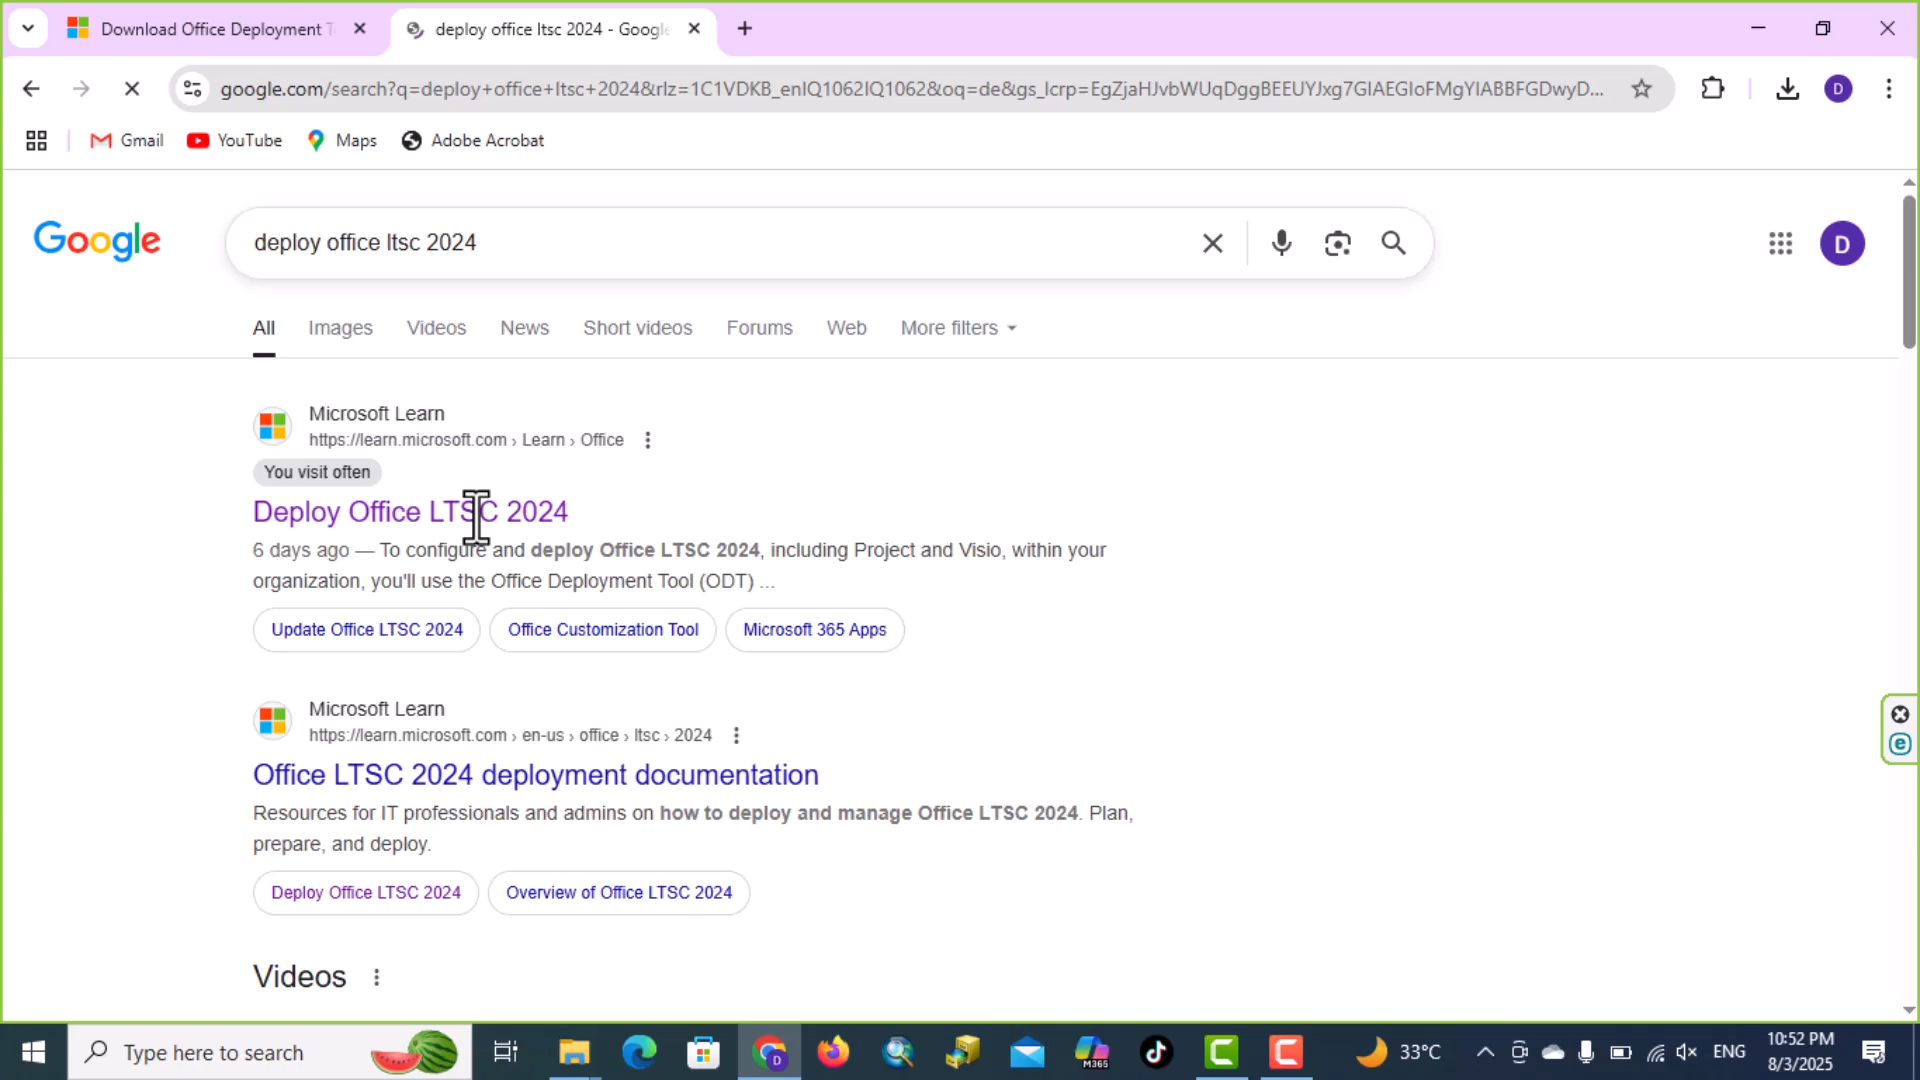 Download Office Deployment T
deploy office ltsc 2024 - Google
google.com/search?q=deploy+office+ltsc+2024&rlz=1C1VDKB_enIQ1062IQ1062&oq=de&gs_lcrp=EgZjaHJvbWUqDggBEEUYJxg7GIAEGIoFMgYIABBFGDwyD...
D
Gmail
YouTube
Maps
Adobe Acrobat
Google
deploy office ltsc 2024
D
All
Images
Videos
News
Short videos
Forums
Web
More filters
Microsoft Learn
https://learn.microsoft.com › Learn › Office
You visit often
Deploy Office LTSC 2024
6 days ago — To configure and deploy Office LTSC 2024, including Project and Visio, within your
organization, you'll use the Office Deployment Tool (ODT) ...
Update Office LTSC 2024
Office Customization Tool
Microsoft 365 Apps
Microsoft Learn
https://learn.microsoft.com › en-us › office › ltsc › 2024
Office LTSC 2024 deployment documentation
Resources for IT professionals and admins on how to deploy and manage Office LTSC 2024. Plan,
prepare, and deploy.
Deploy Office LTSC 2024
Overview of Office LTSC 2024
Videos
Type here to search
D
M365
33°C
ENG
10:52 PM
8/3/2025